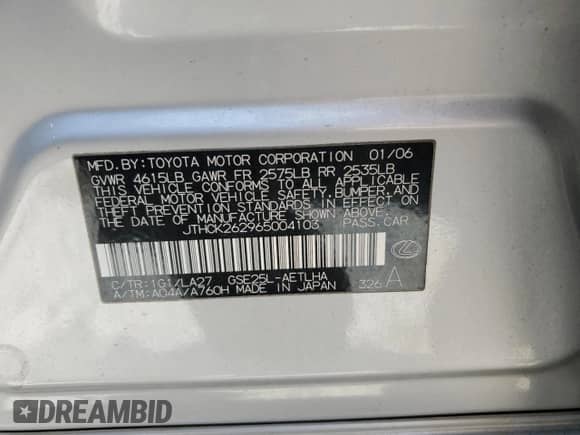 MFD. BY: TOYOTA MOTOR CORPORATION 01/06
GVWR 4615LB GAWR FR 2575LB RR 2535LB
THIS VEHICLE CONFORMS TO ALL APPLICABLE
FEDERAL MOTOR VEHICLE SAFETY, BUMPER, AND
THEFT PREVENTION STANDARDS IN EFFECT ON
THE DATE OF MANUFACTURE SHOWN ABOVE.
JTHCK262965004103 PASS. CAR
C/TR: 1G1/LA27 GSE25L-AETLHA
A/TM: A04A/A760H MADE IN JAPAN 326 A
DREAMBID